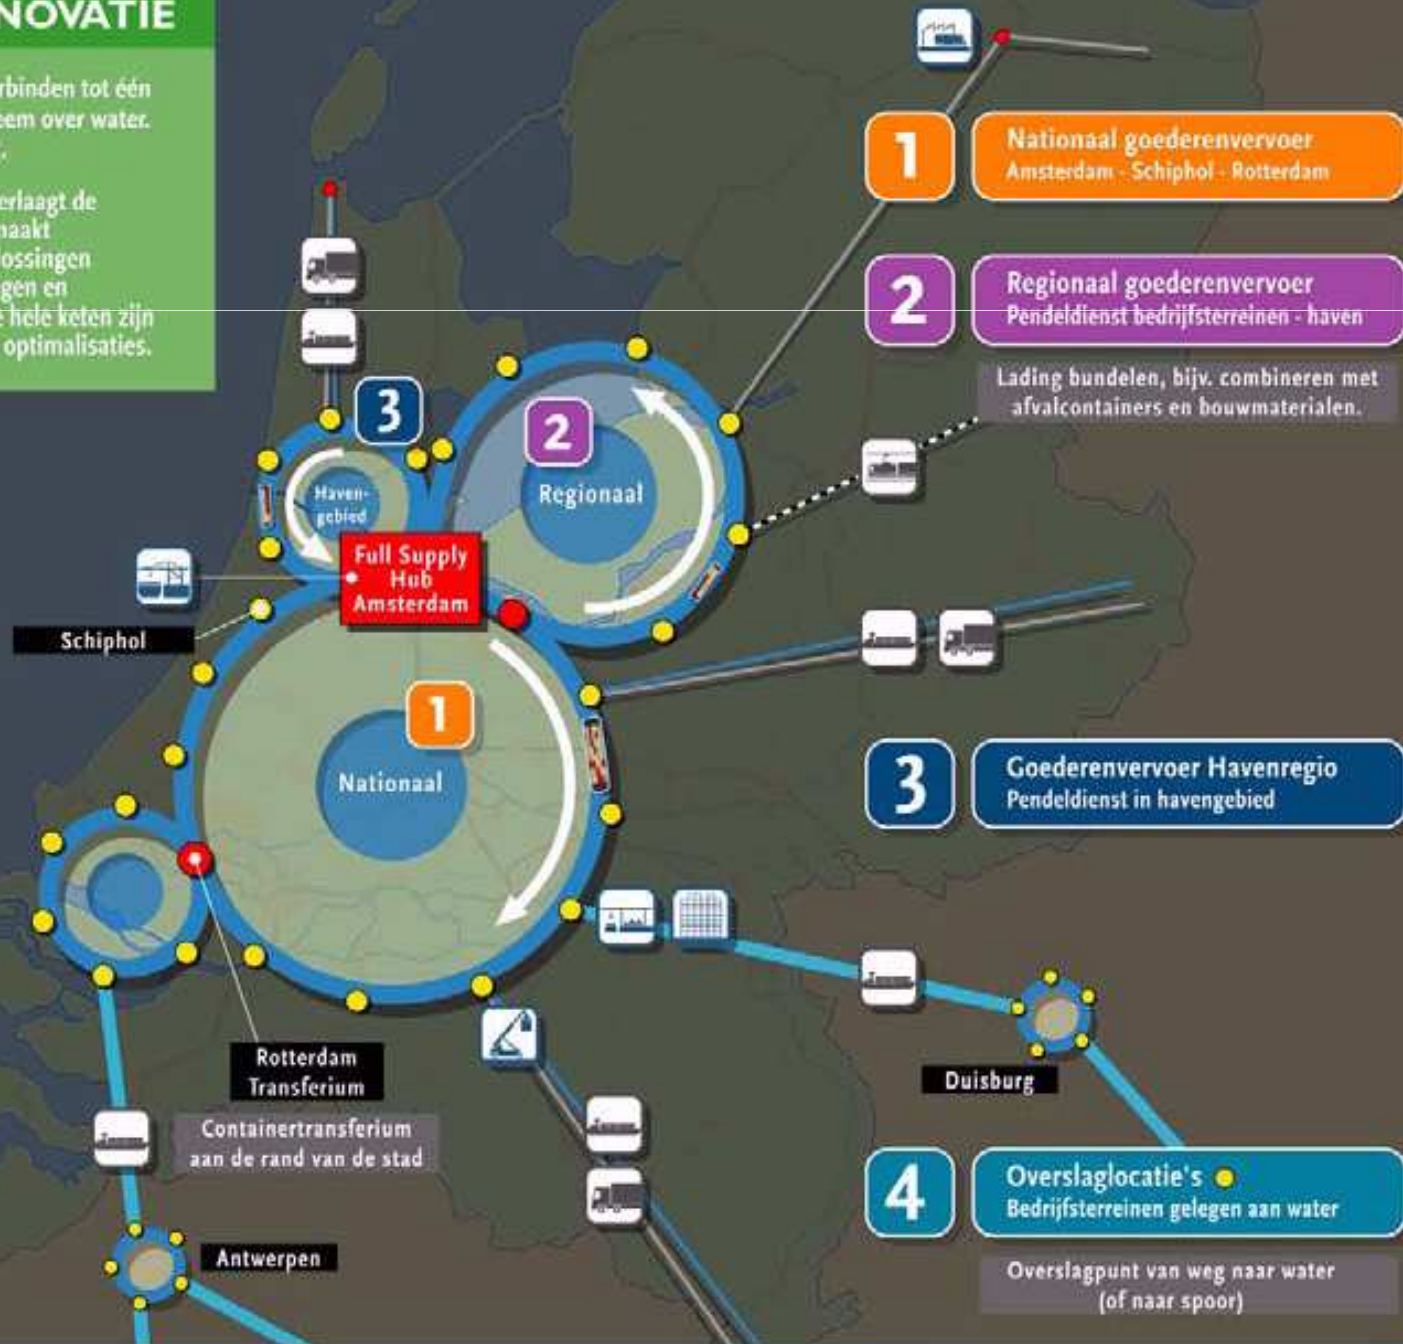 NOVATIE
rbinden tot één
eem over water.
erlaagt de
naakt
lossingen
gen en
e hele keten zijn
optimalisaties.
1
Nationaal goederenvervoer
Amsterdam - Schiphol - Rotterdam
2
Regionaal goederenvervoer
Pendeldienst bedrijfsterreinen - haven
Lading bundelen, bijv. combineren met
afvalcontainers en bouwmaterialen.
3
2
Haven-
gebied
Regionaal
Full Supply
Hub
Amsterdam
Schiphol
1
Nationaal
3
Goederenvervoer Havenregio
Pendeldienst in havengebied
Rotterdam
Transferium
Containertransferium
aan de rand van de stad
Duisburg
Antwerpen
4
Overslaglocatie's
Bedrijfsterreinen gelegen aan water
Overslagpunt van weg naar water
(of naar spoor)